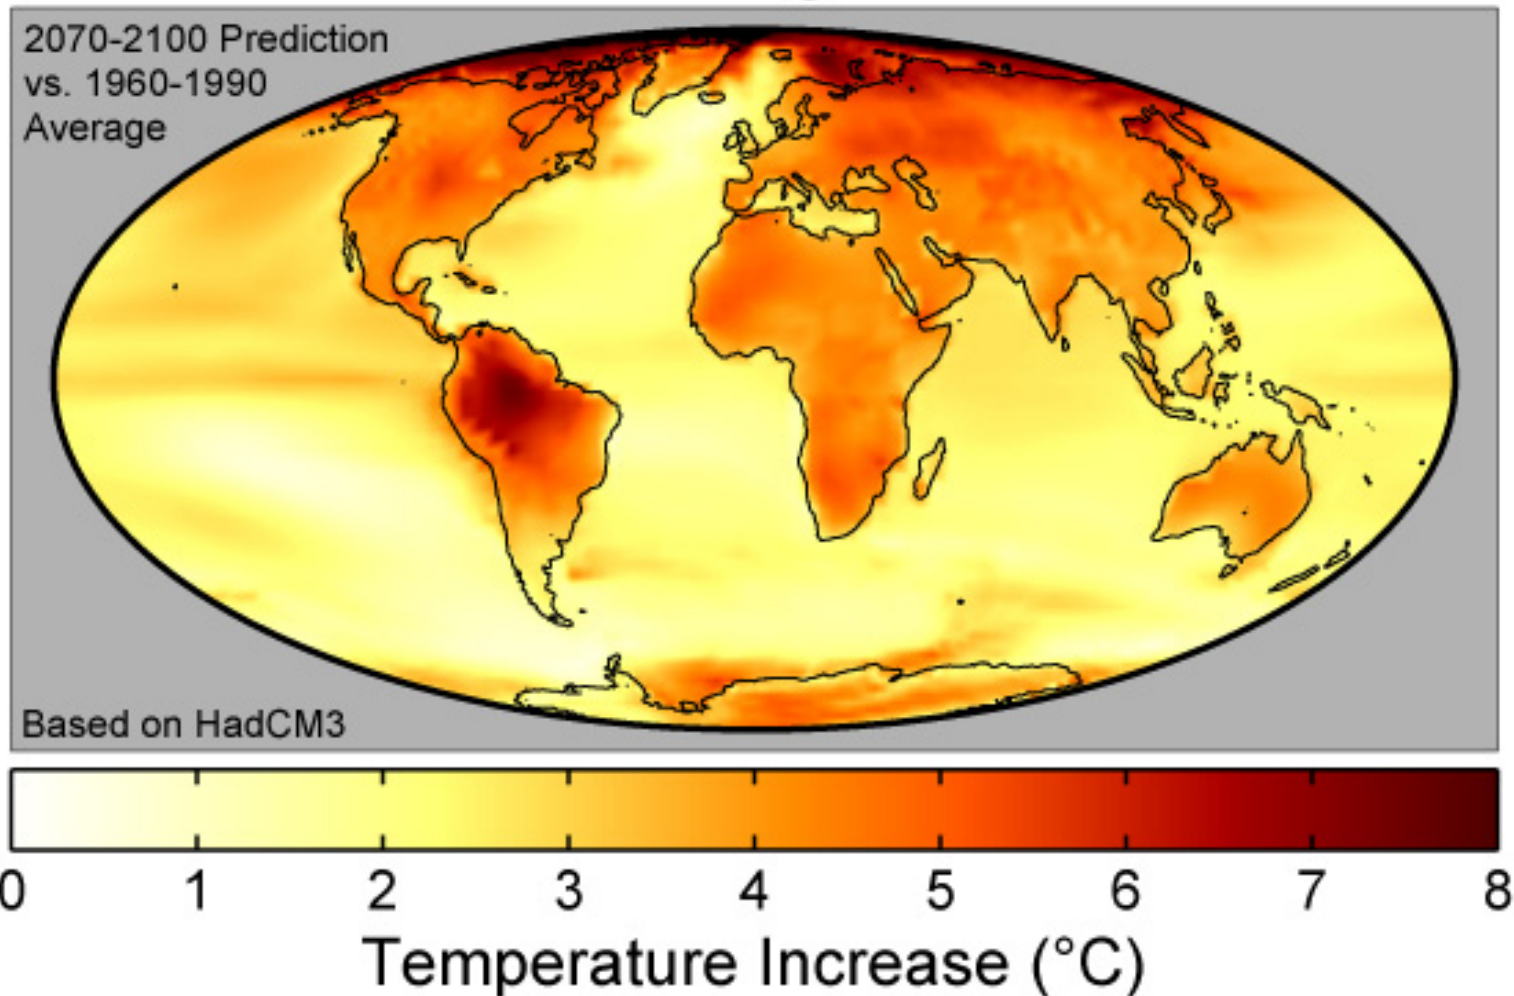 2070-2100 Prediction
vs. 1960-1990
Average
Based on HadCM3
0 1 2 3 4 5 6 7 8
Temperature Increase (°C)